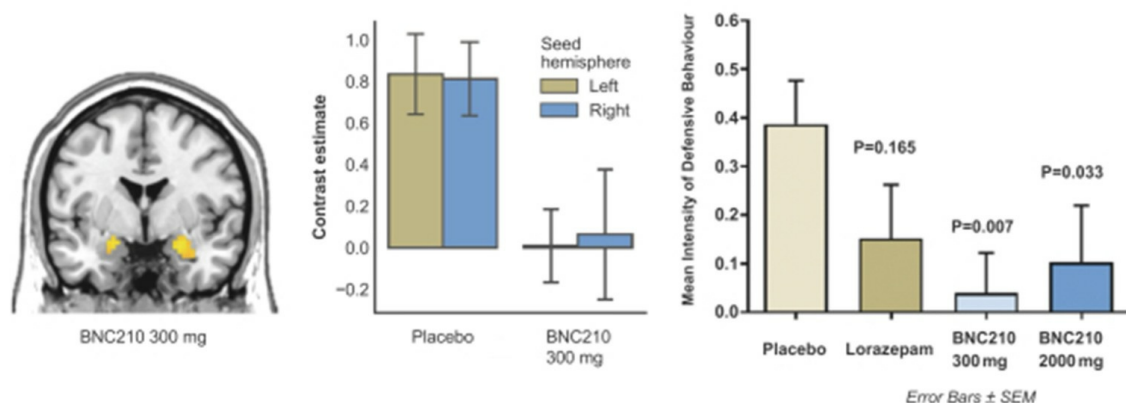 BNC210 300 mg
Contrast estimate
1.0
0.8
0.6
0.4
0.2
0.0
−0.2
Seed
hemisphere
Left
Right
Placebo
BNC210
300 mg
Mean Intensity of Defensive Behaviour
0.6
0.5
0.4
0.3
0.2
0.1
0.0
P=0.165
P=0.007
P=0.033
Placebo
Lorazepam
BNC210
300 mg
BNC210
2000 mg
Error Bars ± SEM